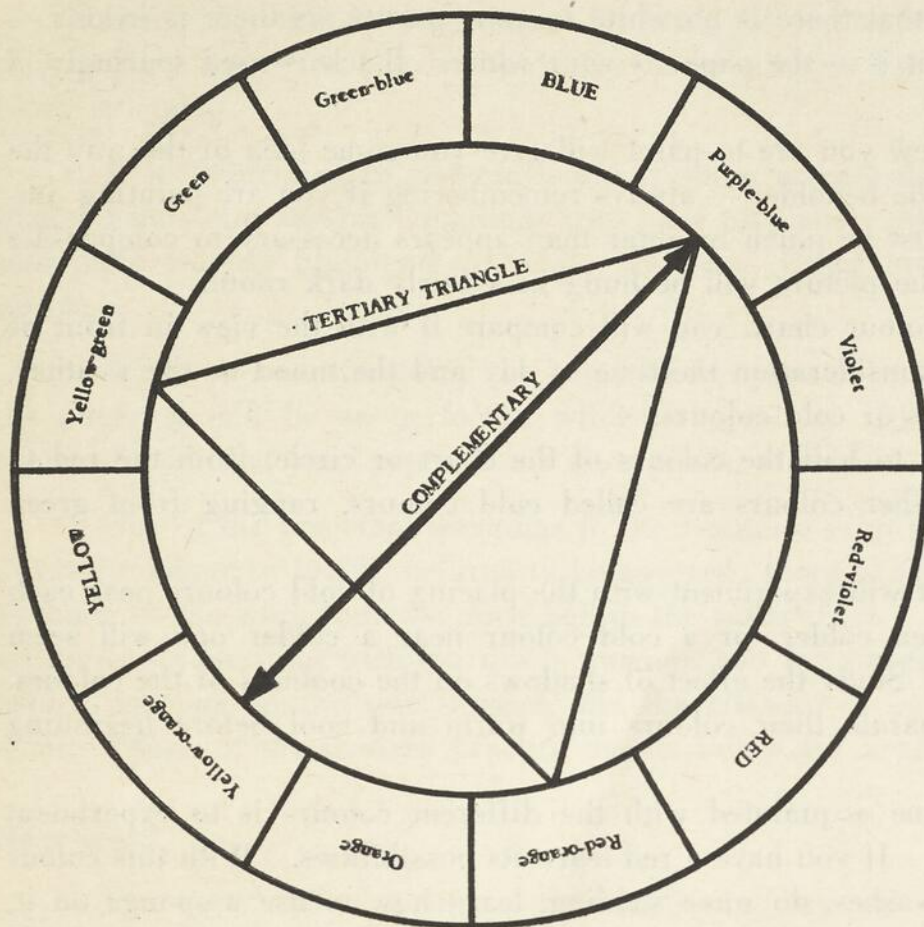 BLUE
Purple-blue
Violet
Red-violet
RED
Red-orange
Orange
Yellow-orange
YELLOW
Yellow-green
Green
Green-blue
TERTIARY TRIANGLE
COMPLEMENTARY